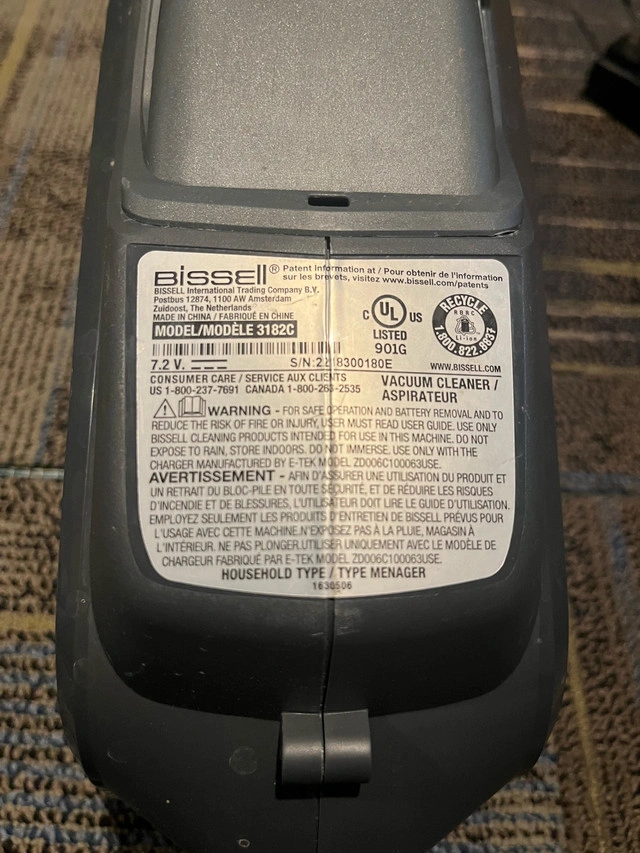 BISSELL® Patent Information at / Pour obtenir de l'information
sur les brevets, visitez www.bissell.com/patents
BISSELL International Trading Company B.V.
Postbus 12874, 1100 AW Amsterdam
Zuidoost, The Netherlands
MADE IN CHINA / FABRIQUÉ EN CHINE
MODEL/MODÈLE 3182C
C UL US
LISTED
901G
RECYCLE
RBRC
Li-ion
1.800.822.8837
7.2 V.
S/N:2218300180E
WWW.BISSELL.COM
CONSUMER CARE / SERVICE AUX CLIENTS
US 1-800-237-7691 CANADA 1-800-263-2535
VACUUM CLEANER /
ASPIRATEUR
WARNING - FOR SAFE OPERATION AND BATTERY REMOVAL AND TO
REDUCE THE RISK OF FIRE OR INJURY, USER MUST READ USER GUIDE. USE ONLY
BISSELL CLEANING PRODUCTS INTENDED FOR USE IN THIS MACHINE. DO NOT
EXPOSE TO RAIN, STORE INDOORS. DO NOT IMMERSE. USE ONLY WITH THE
CHARGER MANUFACTURED BY E-TEK MODEL ZD006C100063USE.
AVERTISSEMENT - AFIN D'ASSURER UNE UTILISATION DU PRODUIT ET
UN RETRAIT DU BLOC-PILE EN TOUTE SÉCURITÉ, ET DE RÉDUIRE LES RISQUES
D'INCENDIE ET DE BLESSURES, L'UTILISATEUR DOIT LIRE LE GUIDE D'UTILISATION.
EMPLOYEZ SEULEMENT LES PRODUITS D'ENTRETIEN DE BISSELL PRÉVUS POUR
L'USAGE AVEC CETTE MACHINE.N'EXPOSEZ PAS À LA PLUIE, MAGASIN À
L'INTÉRIEUR. NE PAS PLONGER.UTILISER UNIQUEMENT AVEC LE MODÈLE DE
CHARGEUR FABRIQUÉ PAR E-TEK MODEL ZD006C100063USE.
HOUSEHOLD TYPE / TYPE MENAGER
1630506